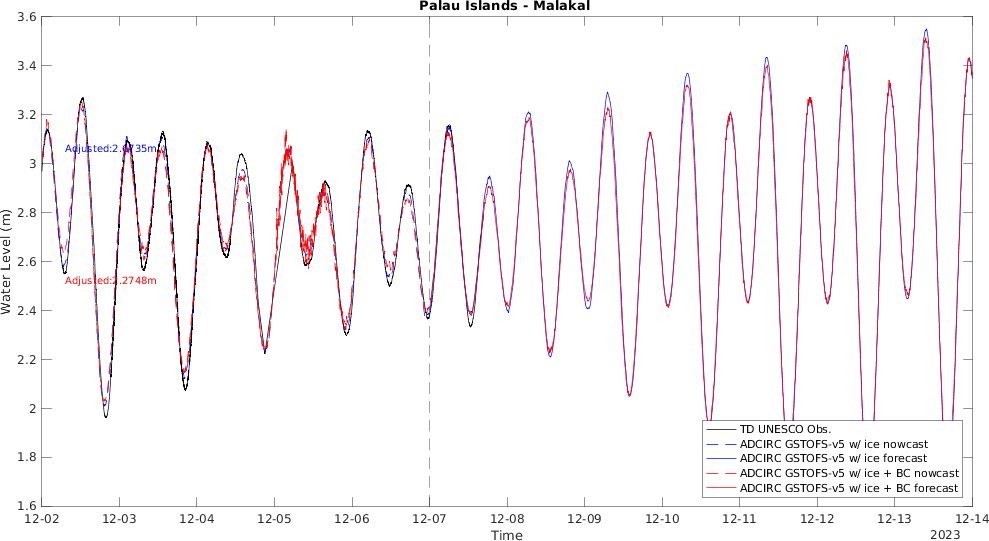 Palau Islands - Malakal
3.6
3.4
3.2
3
2.8
2.6
2.4
2.2
2
1.8
1.6
Water Level (m)
Adjusted:2.6735m
Adjusted:2.2748m
TD UNESCO Obs.
ADCIRC GSTOFS-v5 w/ ice nowcast
ADCIRC GSTOFS-v5 w/ ice forecast
ADCIRC GSTOFS-v5 w/ ice + BC nowcast
ADCIRC GSTOFS-v5 w/ ice + BC forecast
12-02 12-03 12-04 12-05 12-06 12-07 12-08 12-09 12-10 12-11 12-12 12-13 12-14
Time
2023